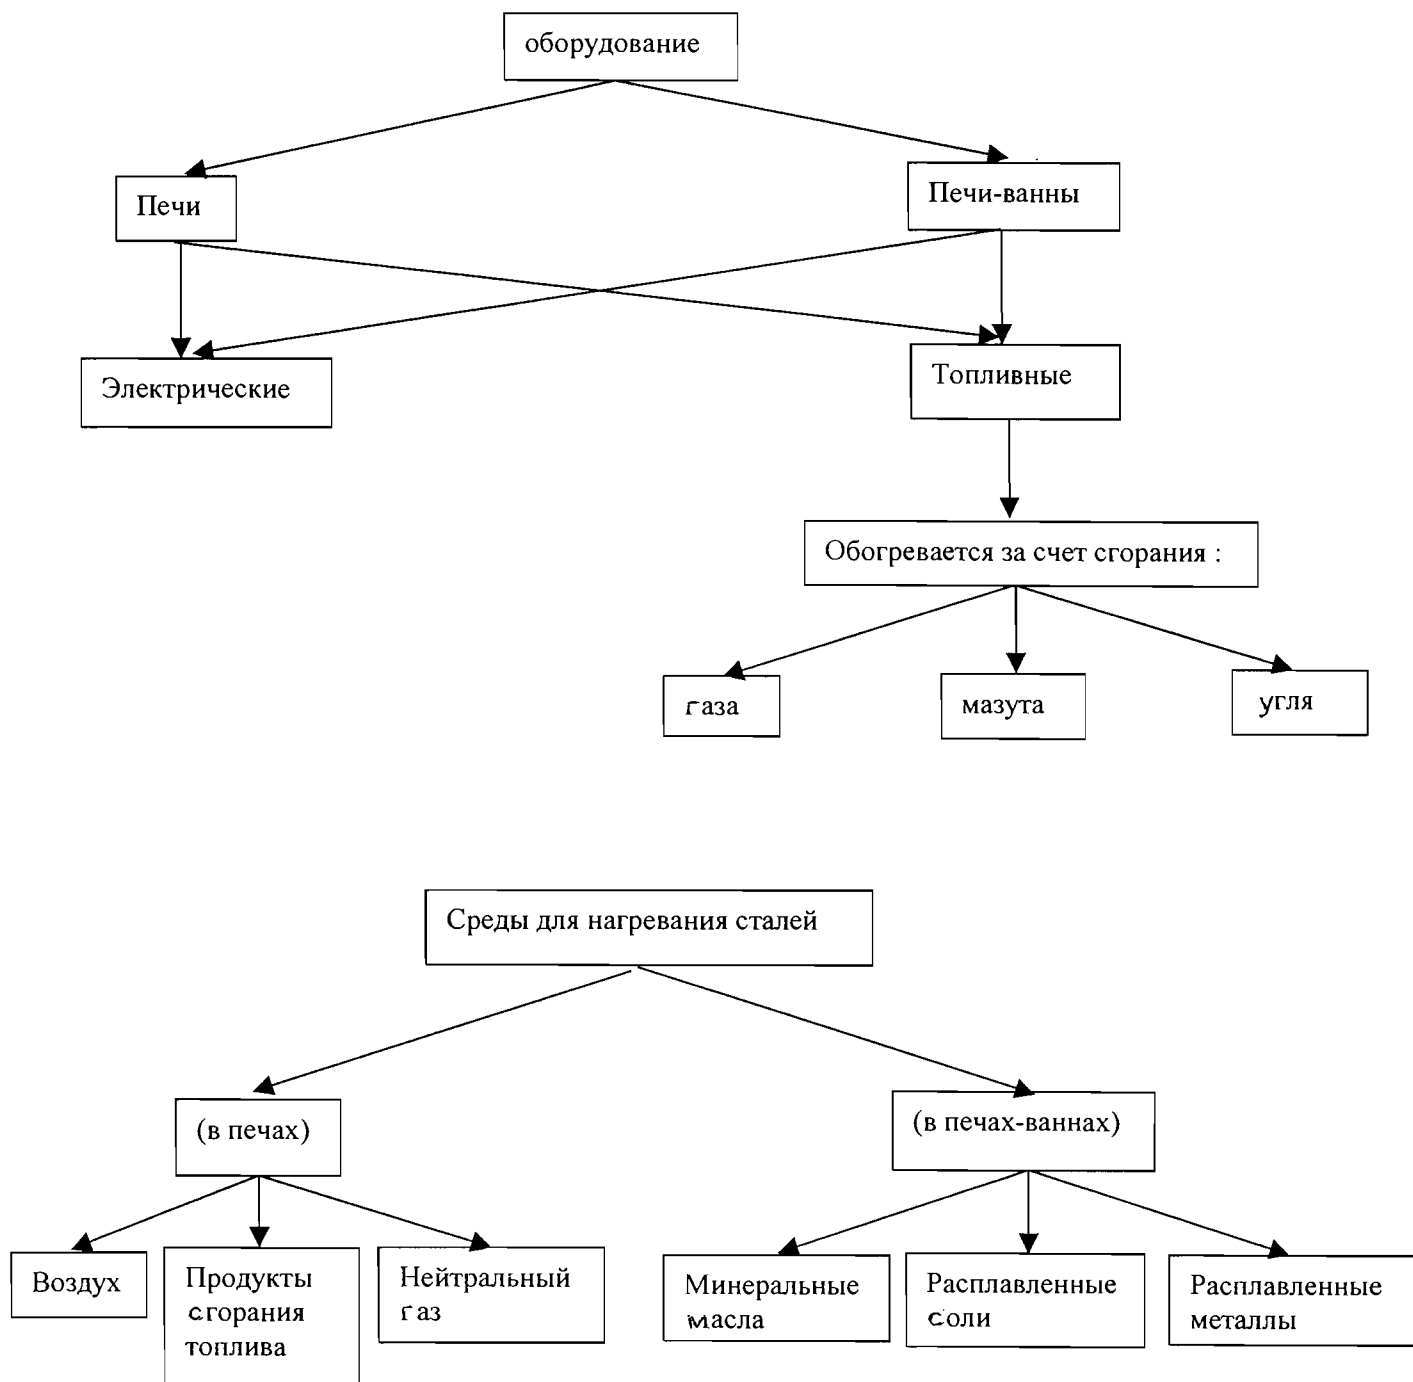 оборудование
Печи
Печи-ванны
Электрические
Топливные
Обогревается за счет сгорания :
газа
мазута
угля
Среды для нагревания сталей
(в печах)
(в печах-ваннах)
Воздух
Продукты
сгорания
топлива
Нейтральный
газ
Минеральные
масла
Расплавленные
соли
Расплавленные
металлы